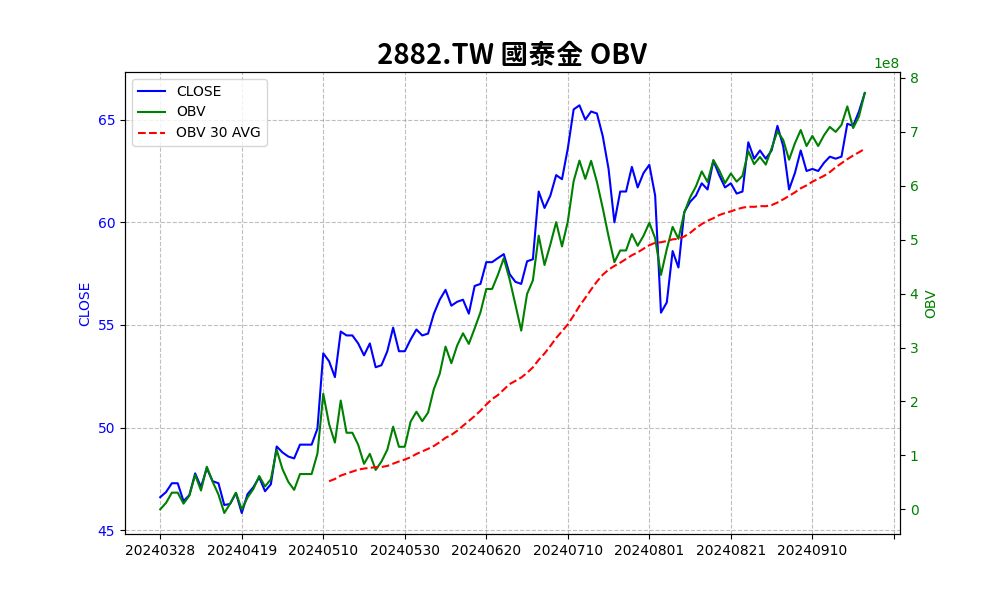 2882.TW 國泰金 OBV
1e8
CLOSE
OBV
OBV 30 AVG
65
60
55
50
45
CLOSE
8
7
6
5
4
3
2
1
0
OBV
20240328 20240419 20240510 20240530 20240620 20240710 20240801 20240821 20240910